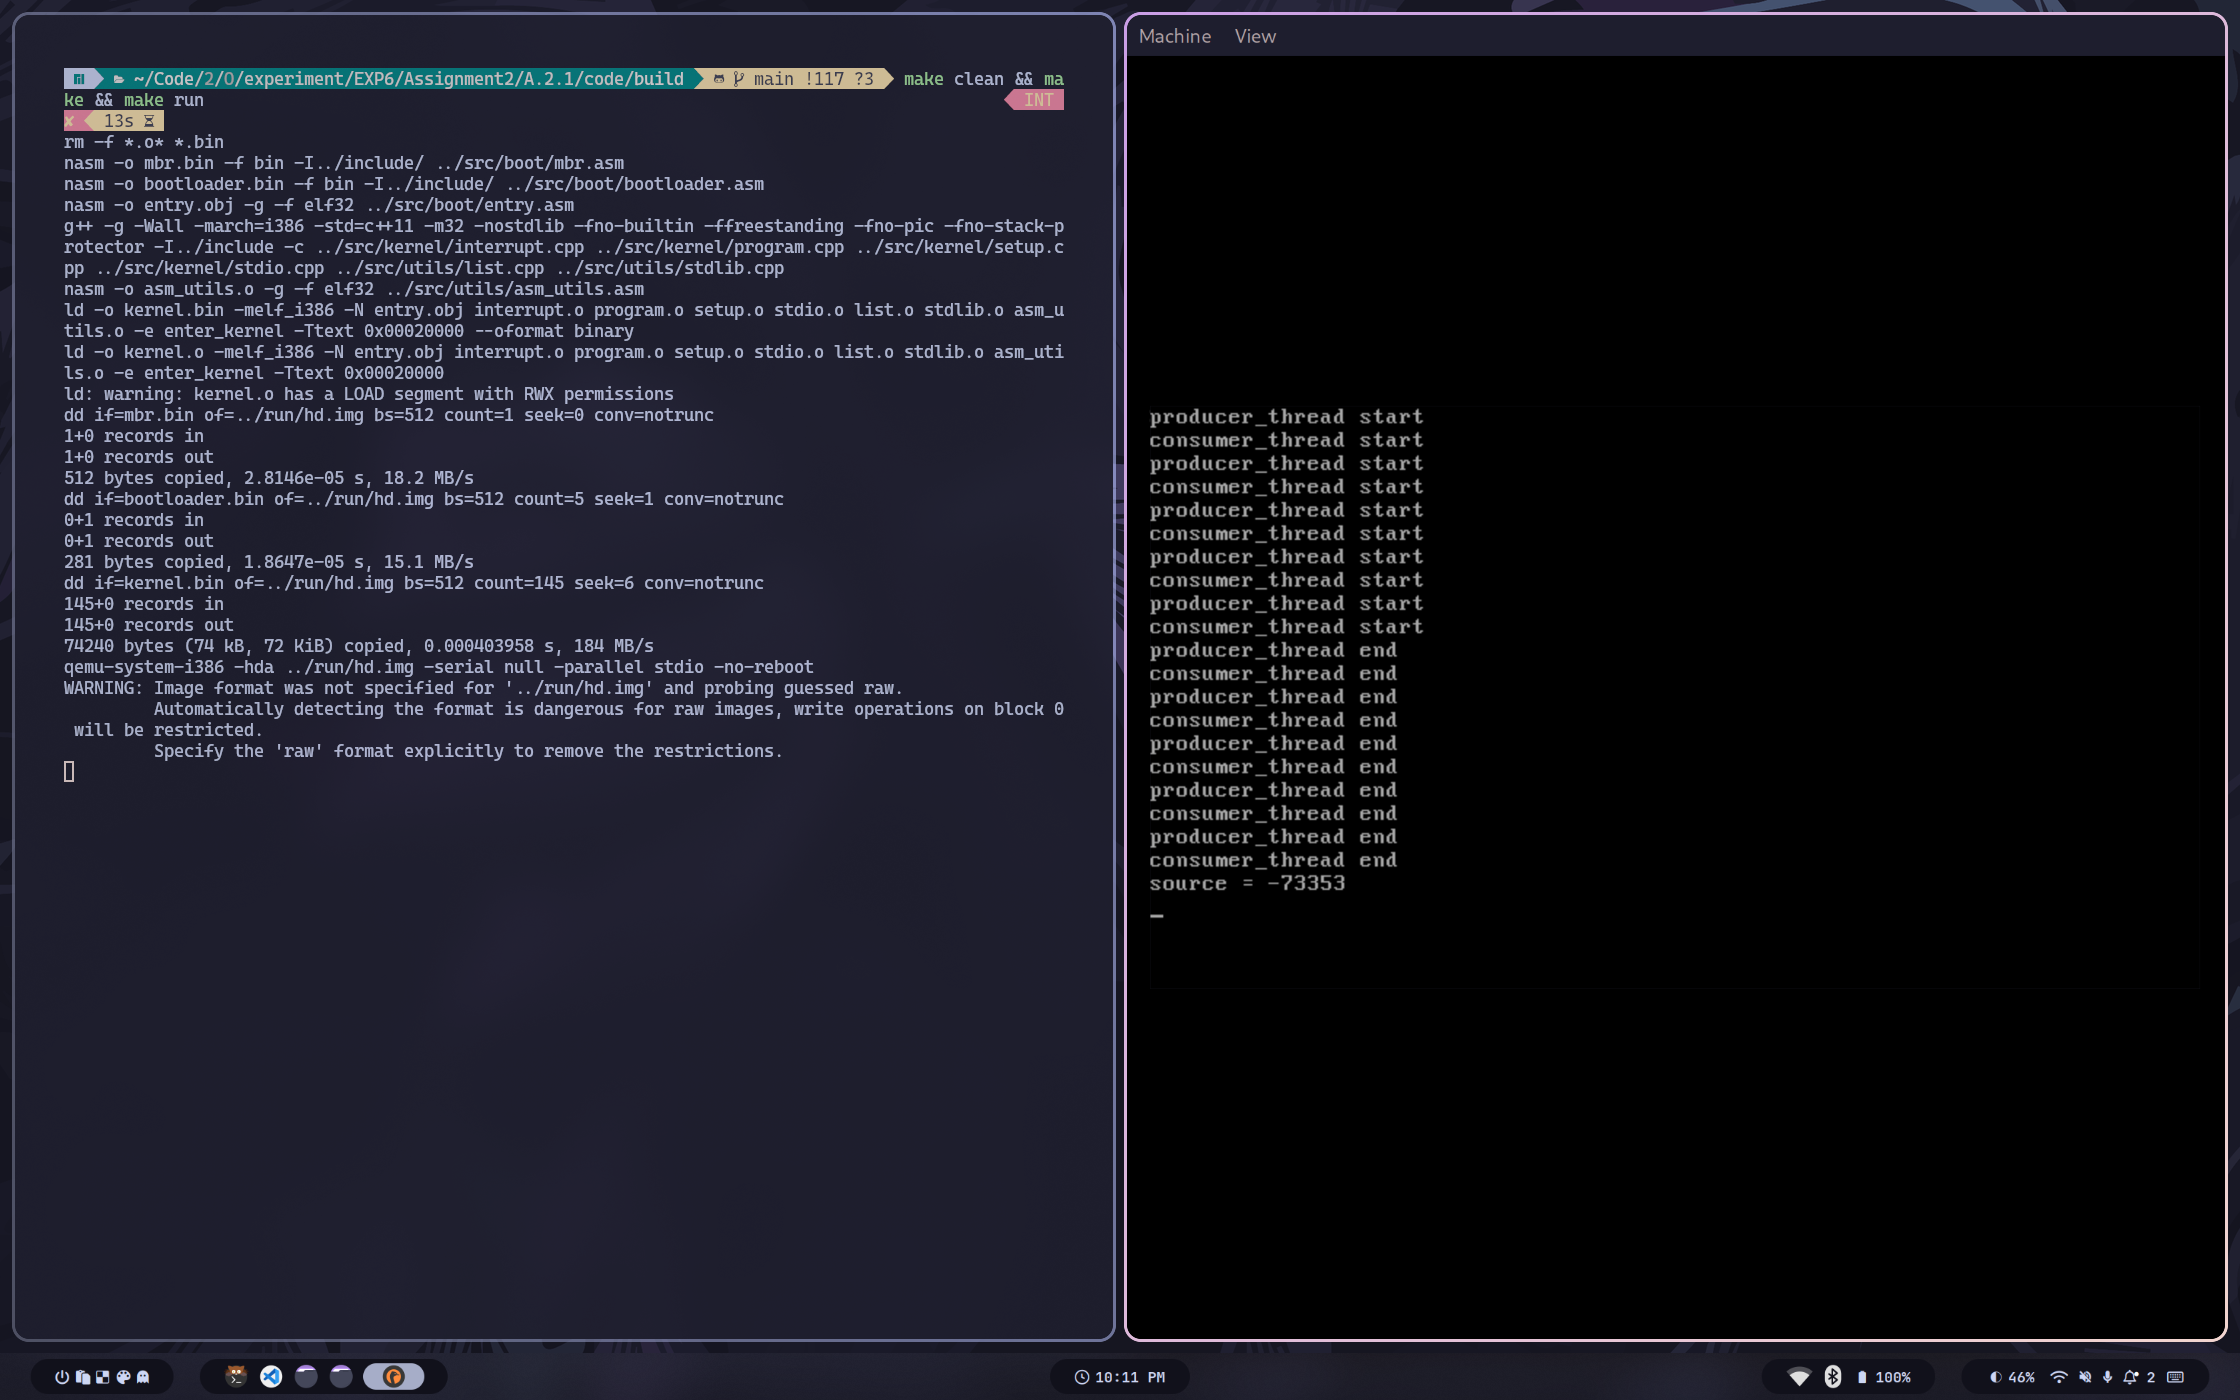 ~/Code/2/O/experiment/EXP6/Assignment2/A.2.1/code/build main !117 ?3 make clean && ma
ke && make run INT
✘ 13s
rm -f *.o* *.bin
nasm -o mbr.bin -f bin -I../include/ ../src/boot/mbr.asm
nasm -o bootloader.bin -f bin -I../include/ ../src/boot/bootloader.asm
nasm -o entry.obj -g -f elf32 ../src/boot/entry.asm
g++ -g -Wall -march=i386 -std=c++11 -m32 -nostdlib -fno-builtin -ffreestanding -fno-pic -fno-stack-p
rotector -I../include -c ../src/kernel/interrupt.cpp ../src/kernel/program.cpp ../src/kernel/setup.c
pp ../src/kernel/stdio.cpp ../src/utils/list.cpp ../src/utils/stdlib.cpp
nasm -o asm_utils.o -g -f elf32 ../src/utils/asm_utils.asm
ld -o kernel.bin -melf_i386 -N entry.obj interrupt.o program.o setup.o stdio.o list.o stdlib.o asm_u
tils.o -e enter_kernel -Ttext 0x00020000 --oformat binary
ld -o kernel.o -melf_i386 -N entry.obj interrupt.o program.o setup.o stdio.o list.o stdlib.o asm_uti
ls.o -e enter_kernel -Ttext 0x00020000
ld: warning: kernel.o has a LOAD segment with RWX permissions
dd if=mbr.bin of=../run/hd.img bs=512 count=1 seek=0 conv=notrunc
1+0 records in
1+0 records out
512 bytes copied, 2.8146e-05 s, 18.2 MB/s
dd if=bootloader.bin of=../run/hd.img bs=512 count=5 seek=1 conv=notrunc
0+1 records in
0+1 records out
281 bytes copied, 1.8647e-05 s, 15.1 MB/s
dd if=kernel.bin of=../run/hd.img bs=512 count=145 seek=6 conv=notrunc
145+0 records in
145+0 records out
74240 bytes (74 kB, 72 KiB) copied, 0.000403958 s, 184 MB/s
qemu-system-i386 -hda ../run/hd.img -serial null -parallel stdio -no-reboot
WARNING: Image format was not specified for '../run/hd.img' and probing guessed raw.
Automatically detecting the format is dangerous for raw images, write operations on block 0
will be restricted.
Specify the 'raw' format explicitly to remove the restrictions.
Machine View
producer_thread start
consumer_thread start
producer_thread start
consumer_thread start
producer_thread start
consumer_thread start
producer_thread start
consumer_thread start
producer_thread start
consumer_thread start
producer_thread end
consumer_thread end
producer_thread end
consumer_thread end
producer_thread end
consumer_thread end
producer_thread end
consumer_thread end
producer_thread end
consumer_thread end
source = -73353
_
10:11 PM
100%
46% 2